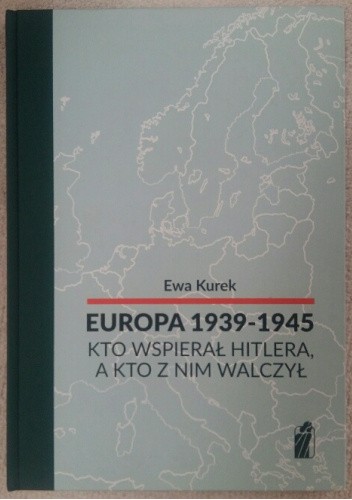 Ewa Kurek
EUROPA 1939-1945
KTO WSPIERAŁ HITLERA,
A KTO Z NIM WALCZYŁ